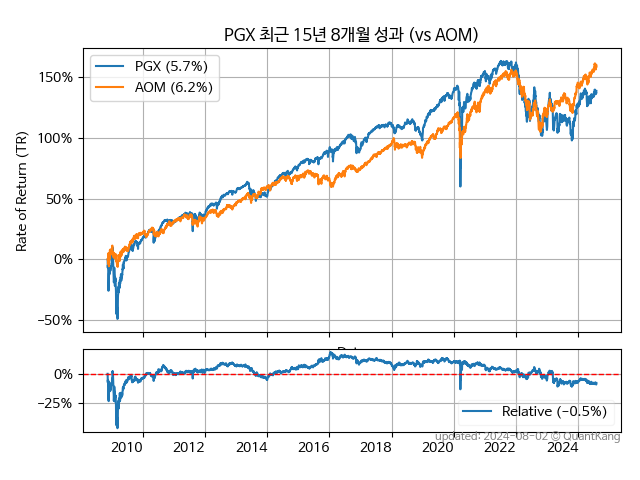 PGX 최근 15년 8개월 성과 (vs AOM)
PGX (5.7%)
AOM (6.2%)
Rate of Return (TR)
150%
100%
50%
0%
−50%
0%
−25%
Relative (−0.5%)
2010 2012 2014 2016 2018 2020 2022 2024
updated: 2024-08-02 © QuantKang